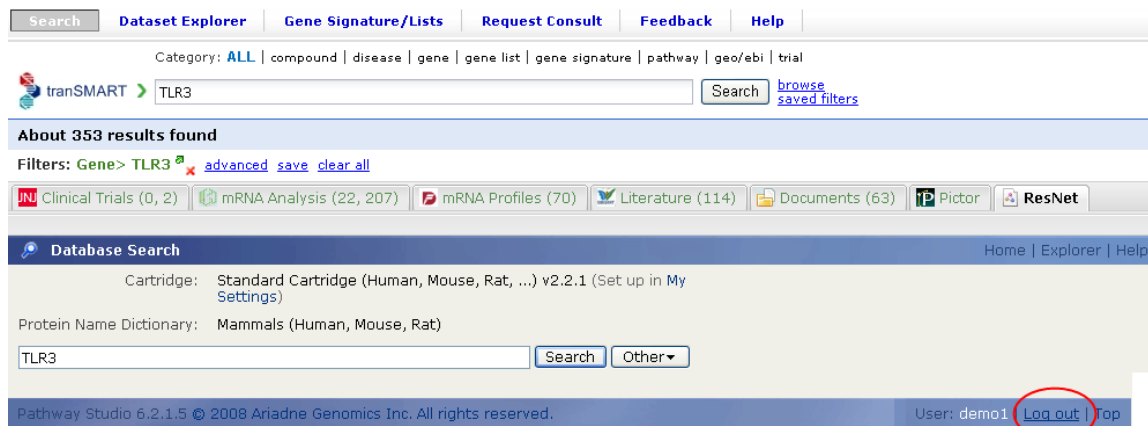 Search Dataset Explorer Gene Signature/Lists Request Consult Feedback Help
Category: ALL | compound | disease | gene | gene list | gene signature | pathway | geo/ebi | trial
tranSMART TLR3 Search browse
saved filters
About 353 results found
Filters: Gene> TLR3 advanced save clear all
JNJ Clinical Trials (0, 2) mRNA Analysis (22, 207) mRNA Profiles (70) Literature (114) Documents (63) Pictor ResNet
Database Search Home | Explorer | Help
Cartridge: Standard Cartridge (Human, Mouse, Rat, ...) v2.2.1 (Set up in My
Settings)
Protein Name Dictionary: Mammals (Human, Mouse, Rat)
TLR3 Search Other
Pathway Studio 6.2.1.5 © 2008 Ariadne Genomics Inc. All rights reserved. User: demo1 | Log out | Top